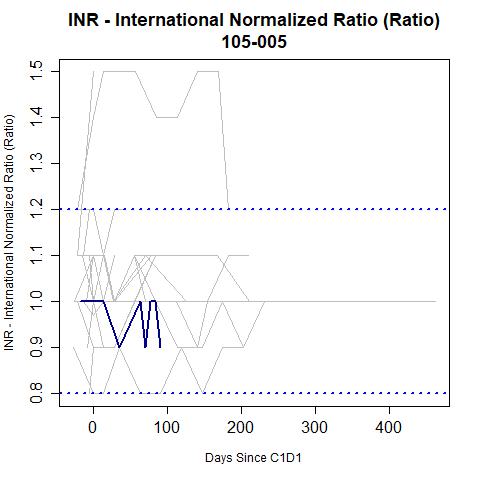 INR - International Normalized Ratio (Ratio)
105-005
INR - International Normalized Ratio (Ratio)
1.5
1.4
1.3
1.2
1.1
1.0
0.9
0.8
0 100 200 300 400
Days Since C1D1